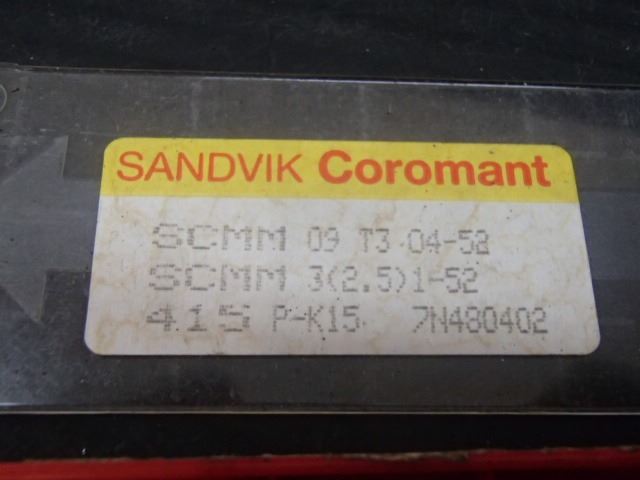 SANDVIK Coromant
SCMM 09 T3 04-52
SCMM 3(2.5)1-52
415 P-K15 7N480402